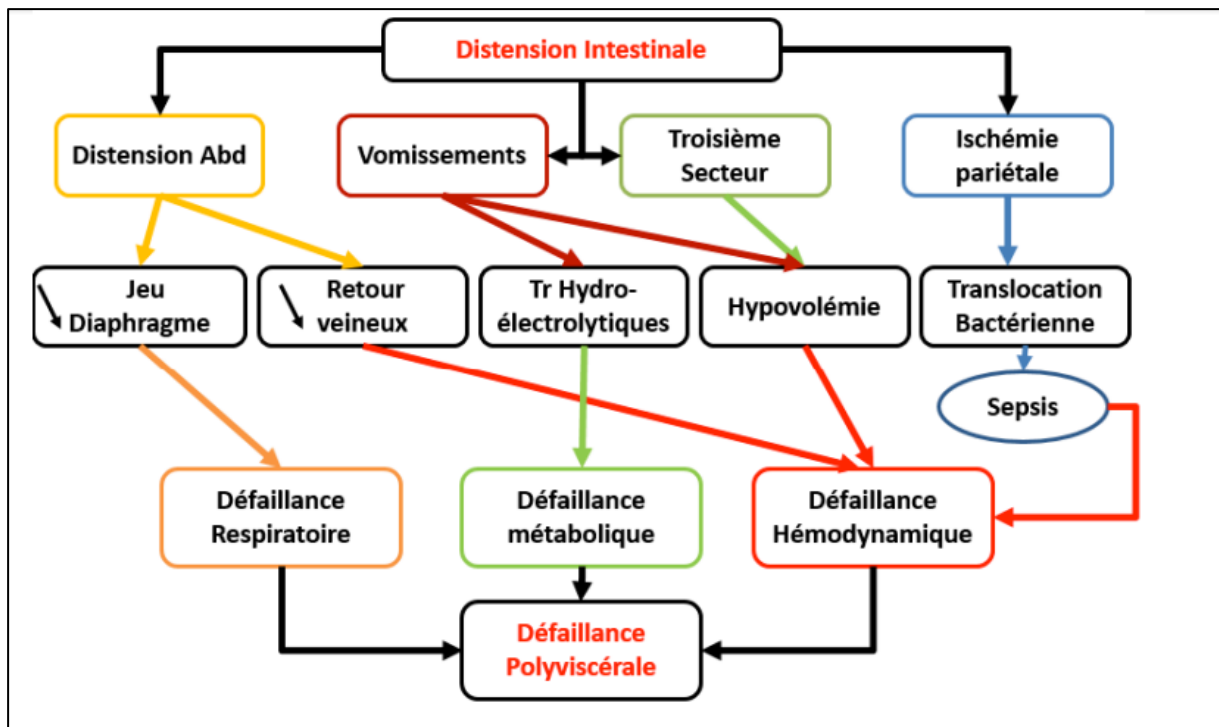 Distension Intestinale
Distension Abd
Vomissements
Troisième
Secteur
Ischémie
pariétale
Jeu
Diaphragme
Retour
veineux
Tr Hydro-
électrolytiques
Hypovolémie
Translocation
Bactérienne
Sepsis
Défaillance
Respiratoire
Défaillance
métabolique
Défaillance
Hémodynamique
Défaillance
Polyviscérale